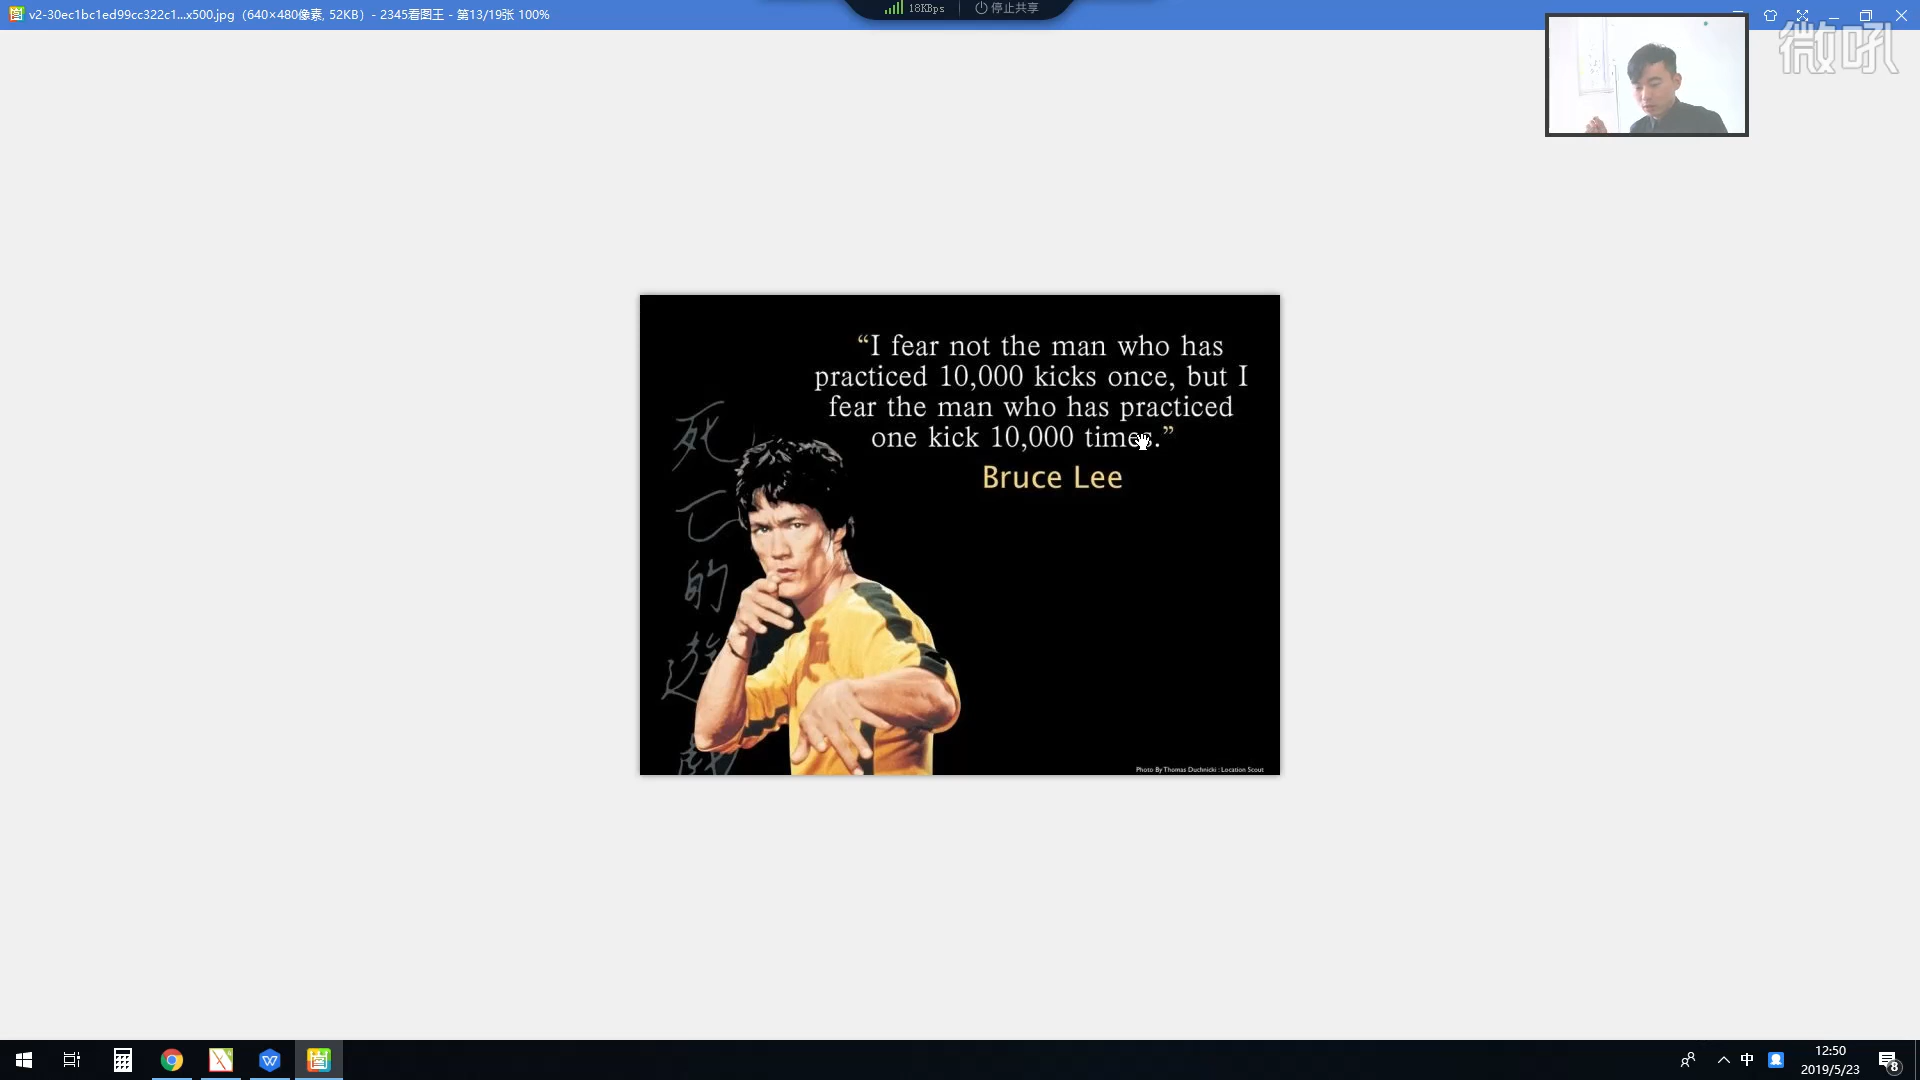 v2-30ec1bc1ed99cc322c1...x500.jpg（640×480像素, 52KB）- 2345看图王 - 第13/19张 100%
18KBps
停止共享
微吼
“I fear not the man who has
practiced 10,000 kicks once, but I
fear the man who has practiced
one kick 10,000 times.”
Bruce Lee
死
亡
的
遊
戲
Photo By Thomas Duchnicki : Location Scout
中
12:50
2019/5/23
8